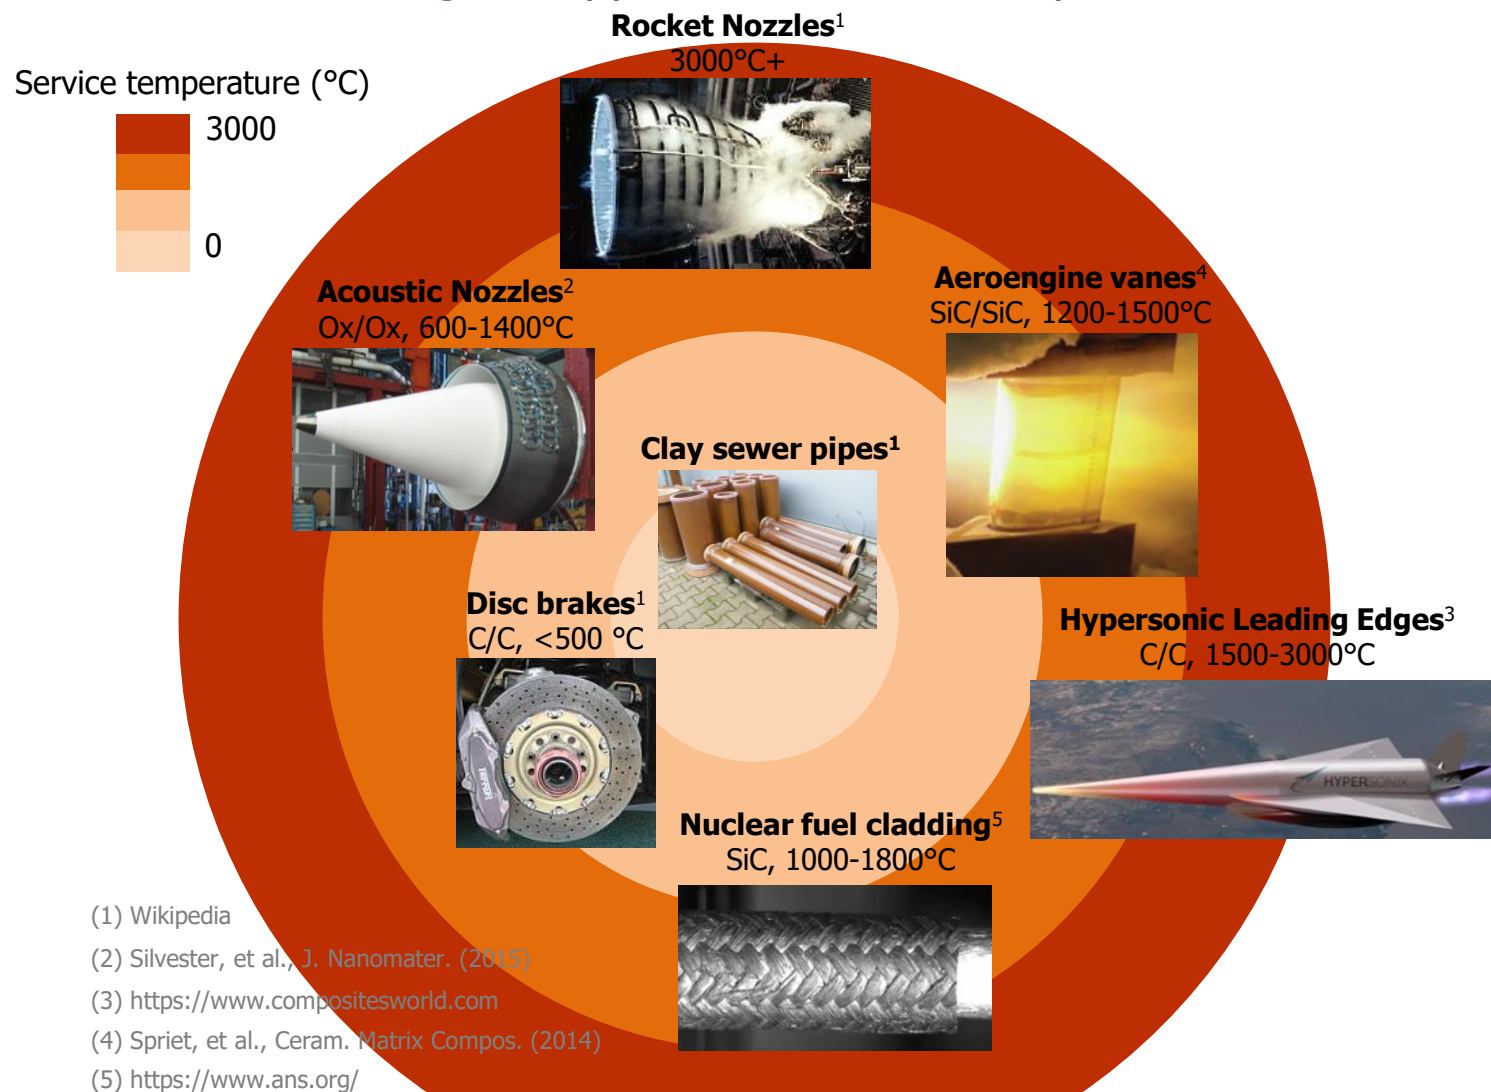 Rocket Nozzles1
3000°C+
Service temperature (°C)
3000
0
Acoustic Nozzles2
Ox/Ox, 600-1400°C
Aeroengine vanes4
SiC/SiC, 1200-1500°C
Clay sewer pipes1
Disc brakes1
C/C, <500 °C
Hypersonic Leading Edges3
C/C, 1500-3000°C
HYPERSONIX
Nuclear fuel cladding5
SiC, 1000-1800°C
(1) Wikipedia
(2) Silvester, et al., J. Nanomater. (2015)
(3) https://www.compositesworld.com
(4) Spriet, et al., Ceram. Matrix Compos. (2014)
(5) https://www.ans.org/